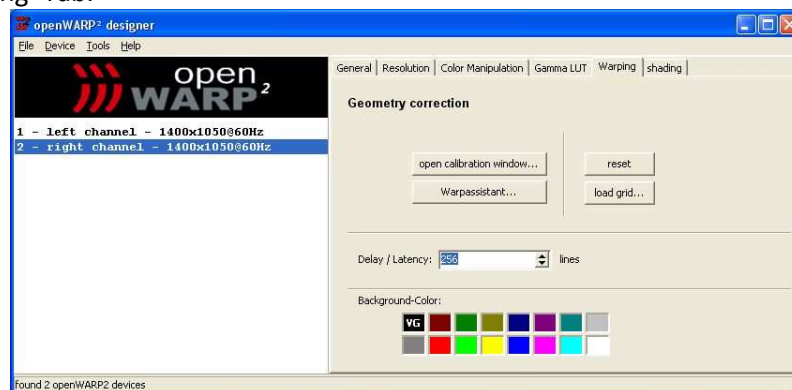 ng Tab.
openWARP² designer
File Device Tools Help
open
WARP²
General Resolution Color Manipulation Gamma LUT Warping shading
Geometry correction
1 - left channel - 1400x1050@60Hz
2 - right channel - 1400x1050@60Hz
open calibration window... reset
Warpassistant... load grid...
Delay / Latency: 256 lines
Background-Color:
VG
found 2 openWARP2 devices